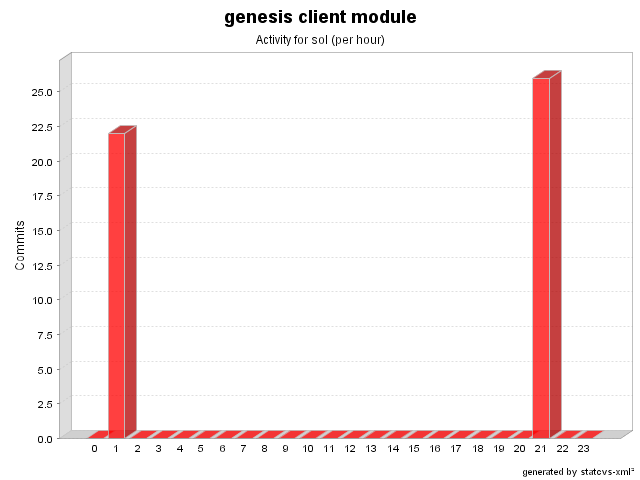 genesis client module
Activity for sol (per hour)
Commits
25.0
22.5
20.0
17.5
15.0
12.5
10.0
7.5
5.0
2.5
0.0
0 1 2 3 4 5 6 7 8 9 10 11 12 13 14 15 16 17 18 19 20 21 22 23
generated by statcvs-xml²